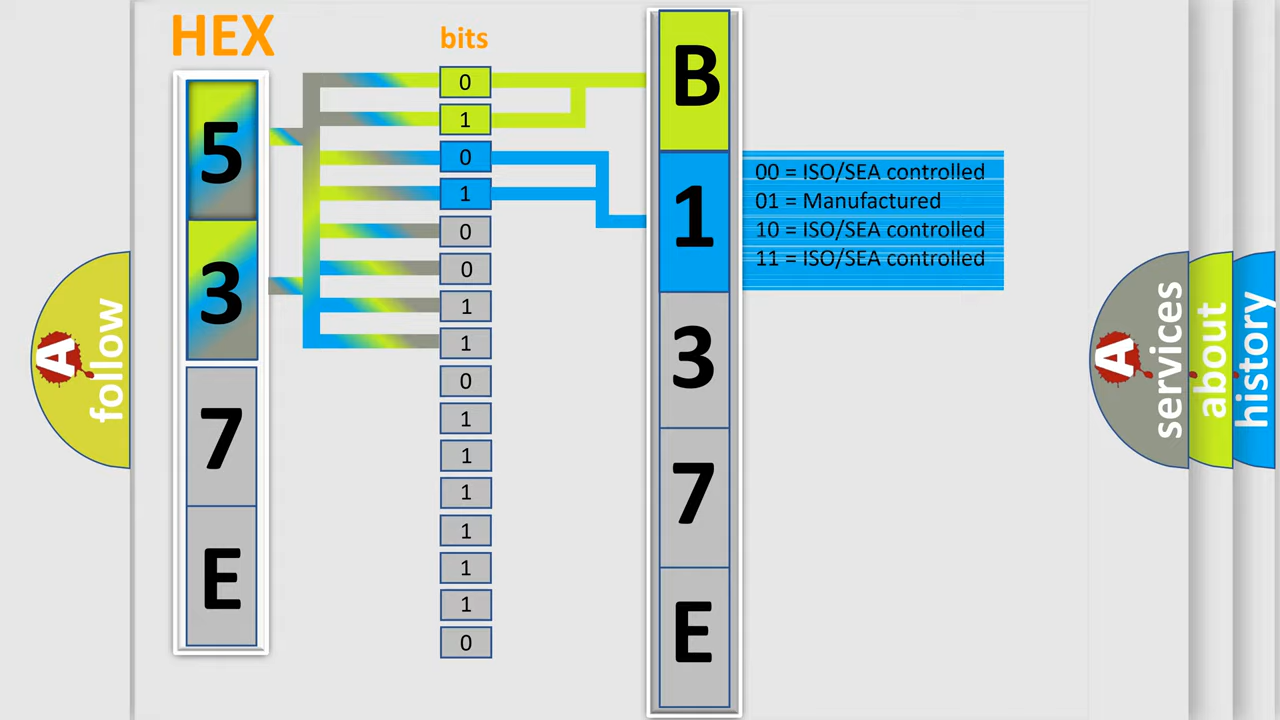 HEX
bits
5
3
7
E
0
1
0
1
0
0
1
1
0
1
1
1
1
1
1
0
B
1
3
7
E
00 = ISO/SEA controlled
01 = Manufactured
10 = ISO/SEA controlled
11 = ISO/SEA controlled
A
follow
A
services
about
history